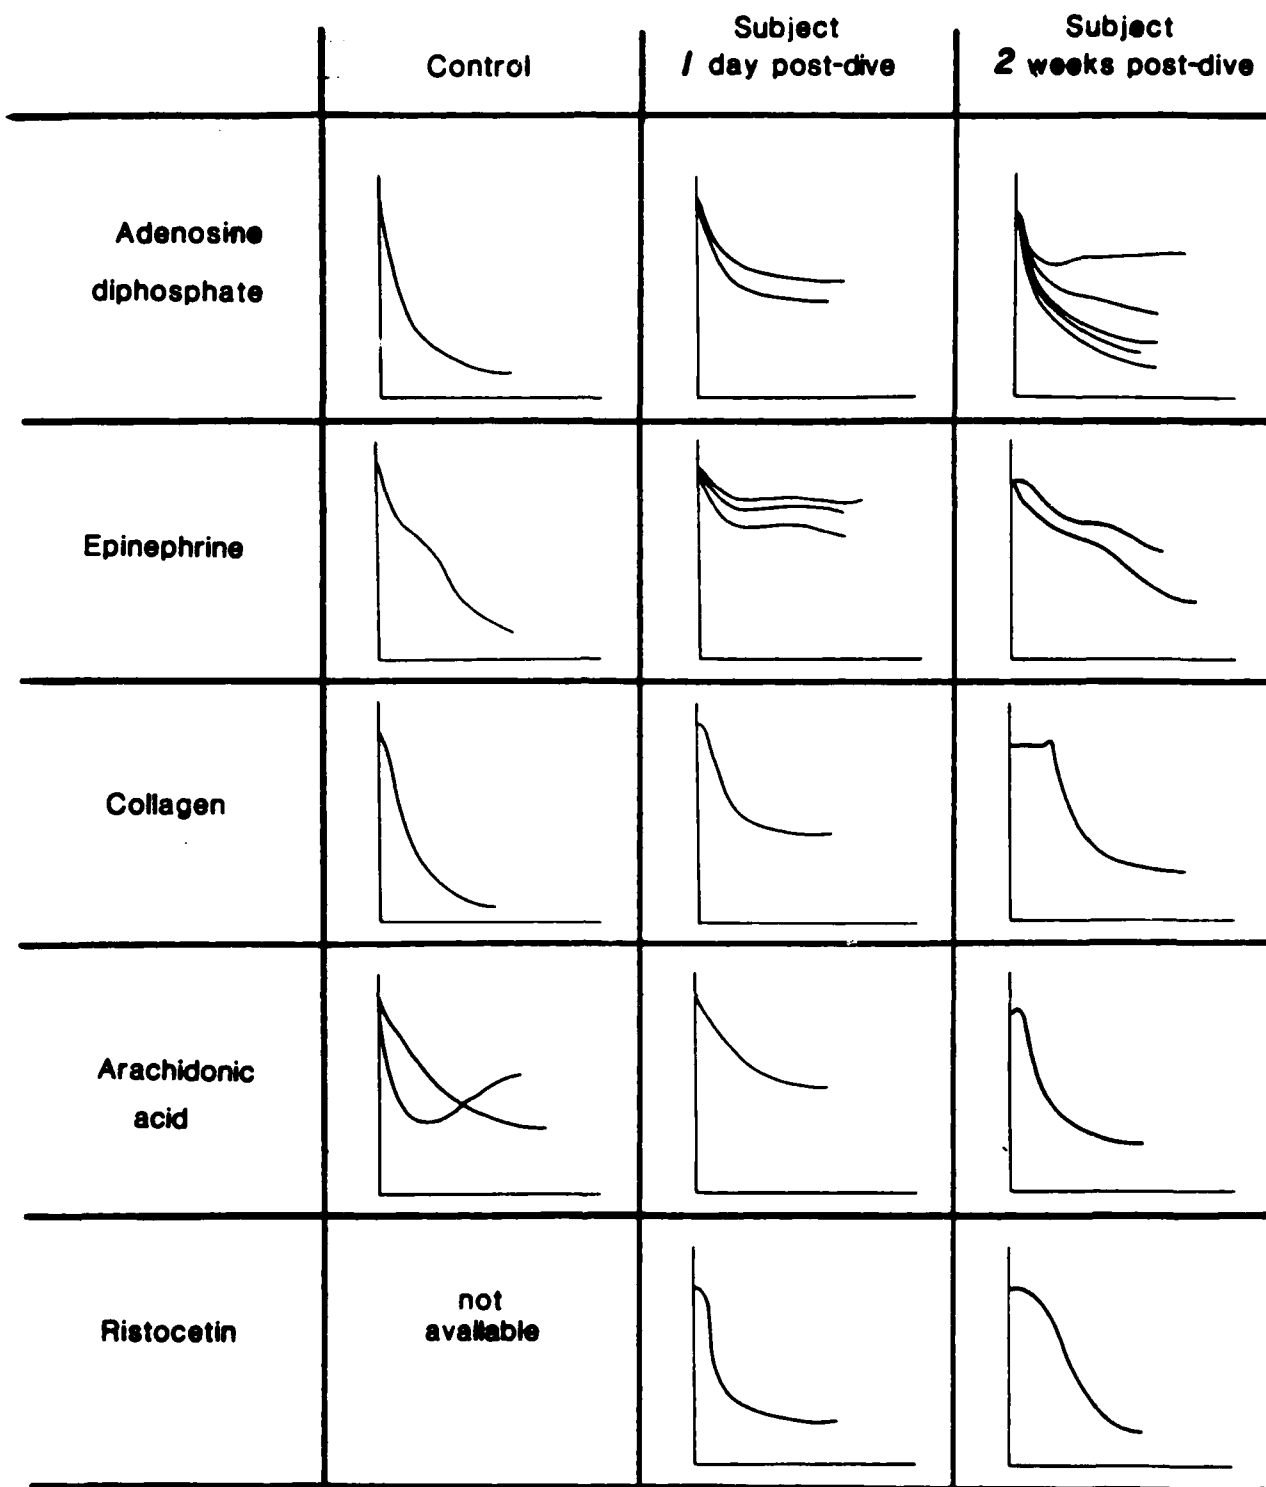 Control
Subject
1 day post-dive
Subject
2 weeks post-dive
Adenosine
diphosphate
Epinephrine
Collagen
Arachidonic
acid
Ristocetin
not
available